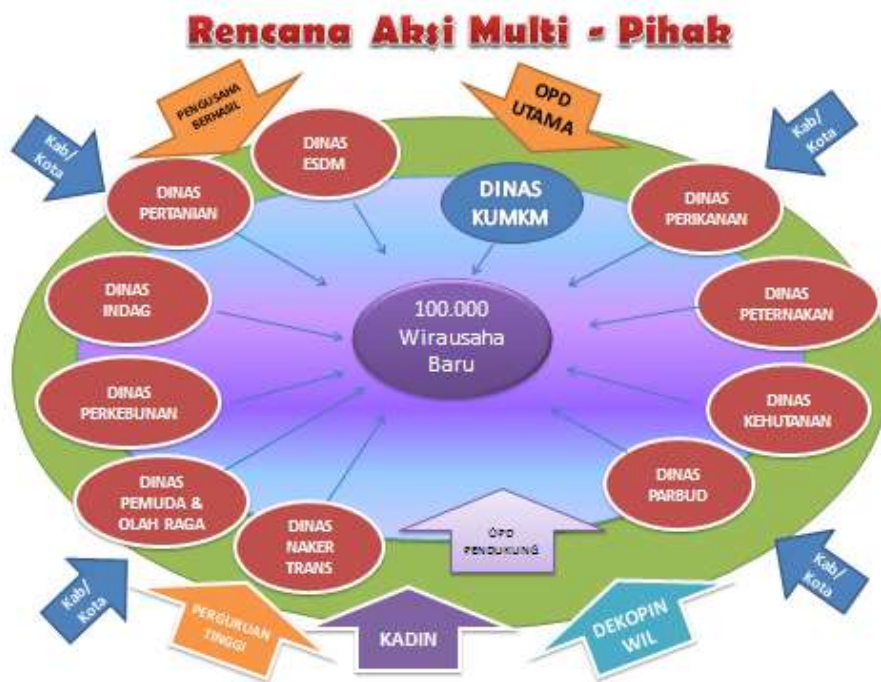 Rencana Aksi Multi - Pihak
PENGUSAHA
BERHASIL
OPD
UTAMA
Kab/
Kota
Kab/
Kota
DINAS
ESDM
DINAS
PERTANIAN
DINAS
KUMKM
DINAS
PERIKANAN
DINAS
INDAG
100.000
Wirausaha
Baru
DINAS
PETERNAKAN
DINAS
PERKEBUNAN
DINAS
KEHUTANAN
DINAS
PEMUDA &
OLAH RAGA
DINAS
NAKER
TRANS
OPD
PENDUKUNG
DINAS
PARBUD
Kab/
Kota
Kab/
Kota
PERGURUAN
TINGGI
KADIN
DEKOPIN
WIL